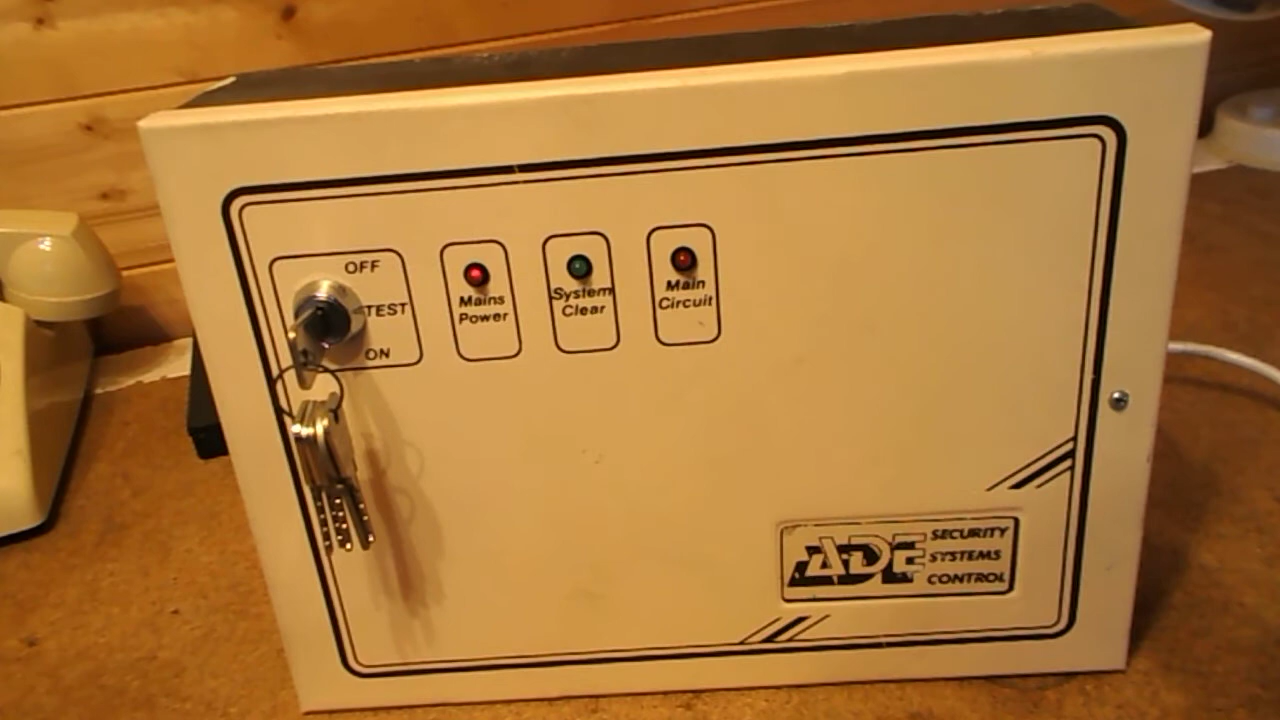 OFF
TEST
ON
Mains
Power
System
Clear
Main
Circuit
ADE
SECURITY
SYSTEMS
CONTROL